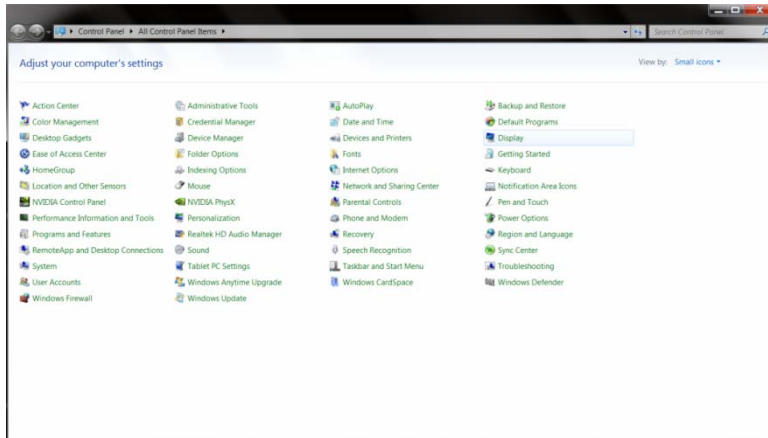 Control Panel All Control Panel Items Search Control Panel
Adjust your computer's settings View by: Small icons
Action Center Administrative Tools AutoPlay Backup and Restore
Color Management Credential Manager Date and Time Default Programs
Desktop Gadgets Device Manager Devices and Printers Display
Ease of Access Center Folder Options Fonts Getting Started
HomeGroup Indexing Options Internet Options Keyboard
Location and Other Sensors Mouse Network and Sharing Center Notification Area Icons
NVIDIA Control Panel NVIDIA PhysX Parental Controls Pen and Touch
Performance Information and Tools Personalization Phone and Modem Power Options
Programs and Features Realtek HD Audio Manager Recovery Region and Language
RemoteApp and Desktop Connections Sound Speech Recognition Sync Center
System Tablet PC Settings Taskbar and Start Menu Troubleshooting
User Accounts Windows Anytime Upgrade Windows CardSpace Windows Defender
Windows Firewall Windows Update